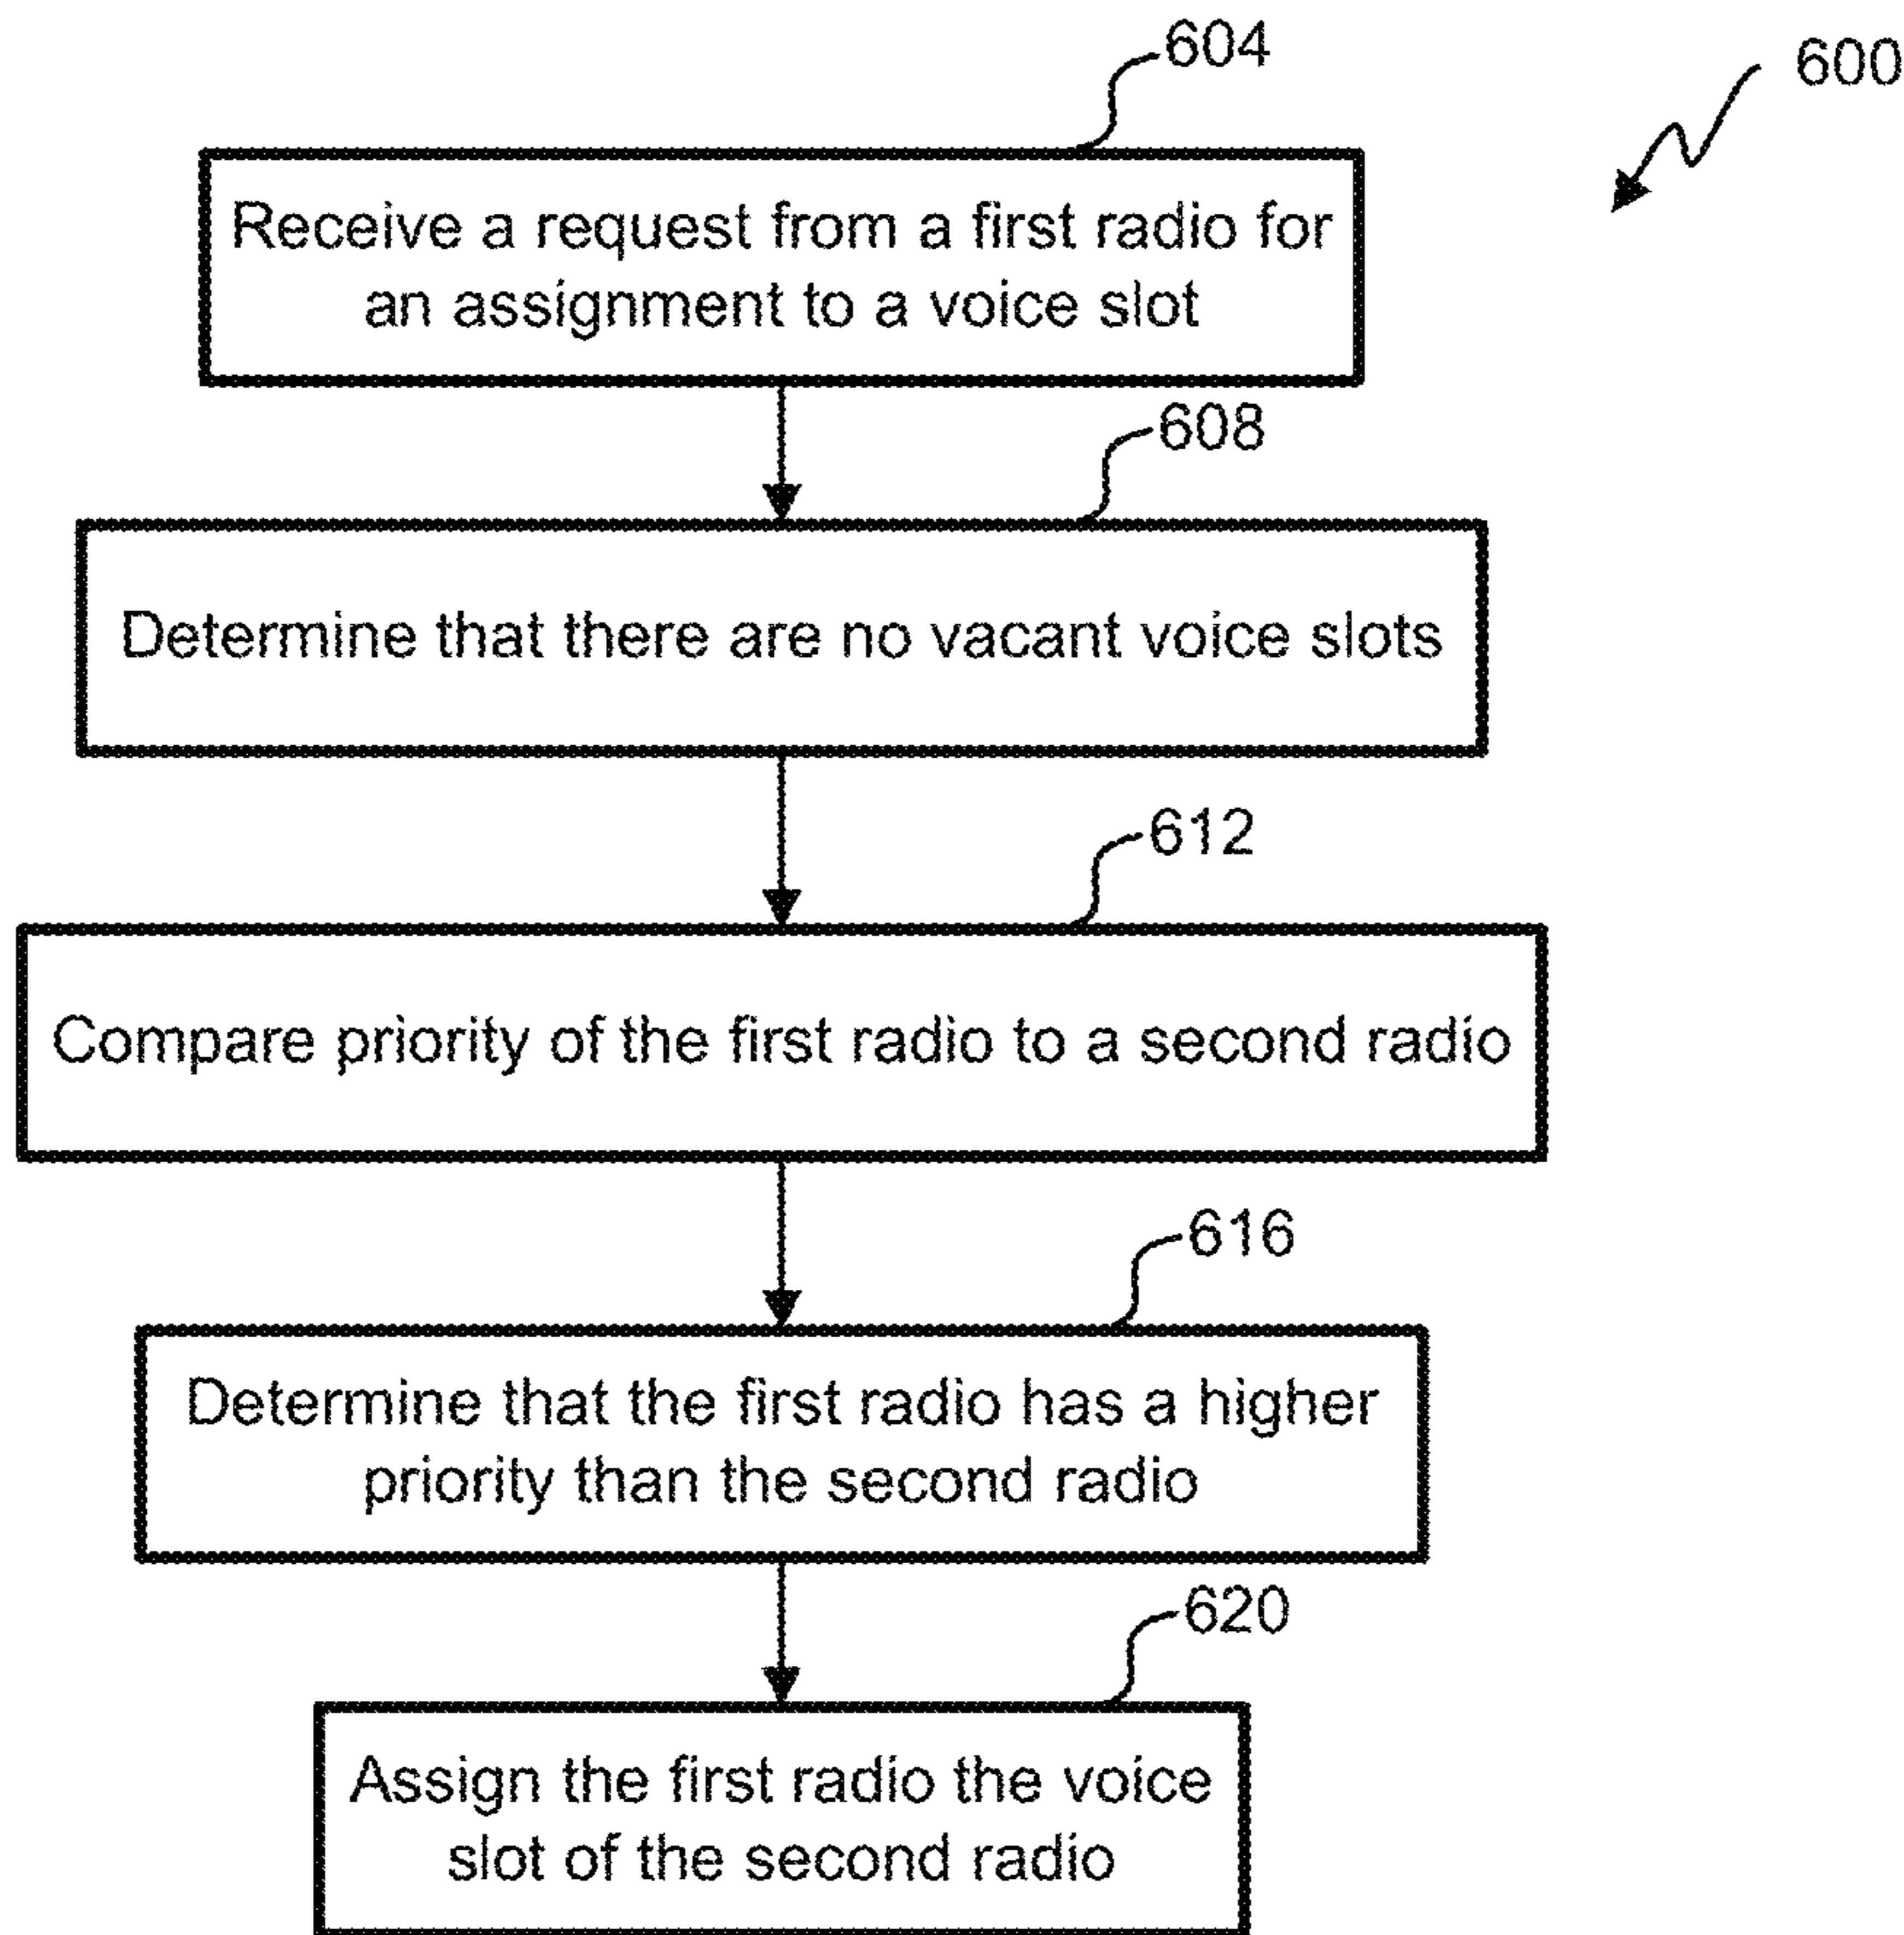 604
600
Receive a request from a first radio for
an assignment to a voice slot
608
Determine that there are no vacant voice slots
612
Compare priority of the first radio to a second radio
616
Determine that the first radio has a higher
priority than the second radio
620
Assign the first radio the voice
slot of the second radio